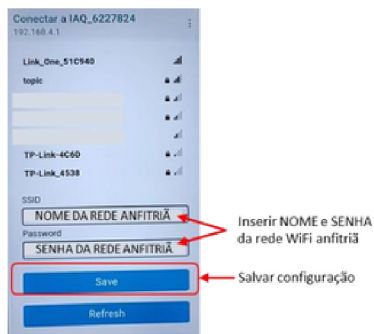 Conectar a IAQ_6227824
192.168.4.1
Link_One_51C940
topic
TP-Link-4C6D
TP-Link_4538
SSID
NOME DA REDE ANFITRIÃ
Password
SENHA DA REDE ANFITRIÃ
Inserir NOME e SENHA
da rede WiFi anfitriã
Save
Salvar configuração
Refresh